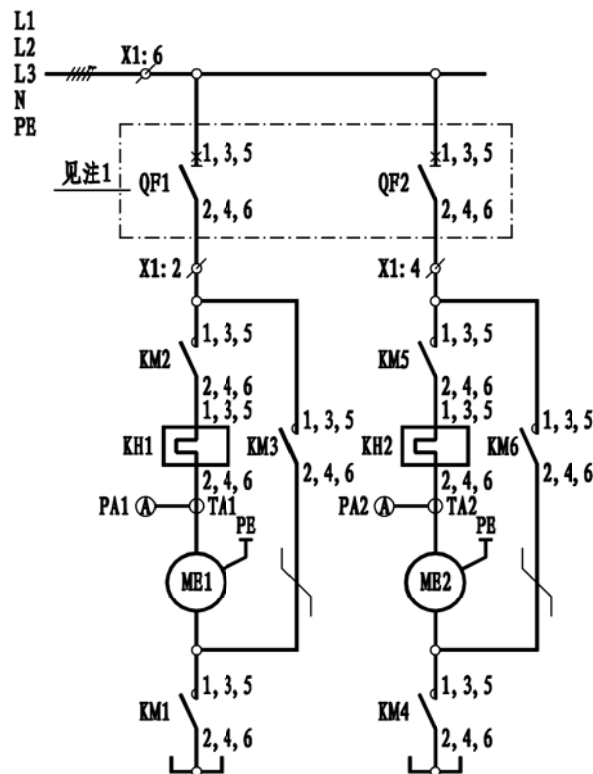 L1
L2
L3
N
PE
X1:6
见注1
QF1
1,3,5
2,4,6
QF2
1,3,5
2,4,6
X1:2
X1:4
KM2
1,3,5
2,4,6
KM5
1,3,5
2,4,6
KH1
1,3,5
2,4,6
KM3
1,3,5
2,4,6
KH2
1,3,5
2,4,6
KM6
1,3,5
2,4,6
PA1
A
TA1
PA2
A
TA2
PE
PE
ME1
ME2
KM1
1,3,5
2,4,6
KM4
1,3,5
2,4,6